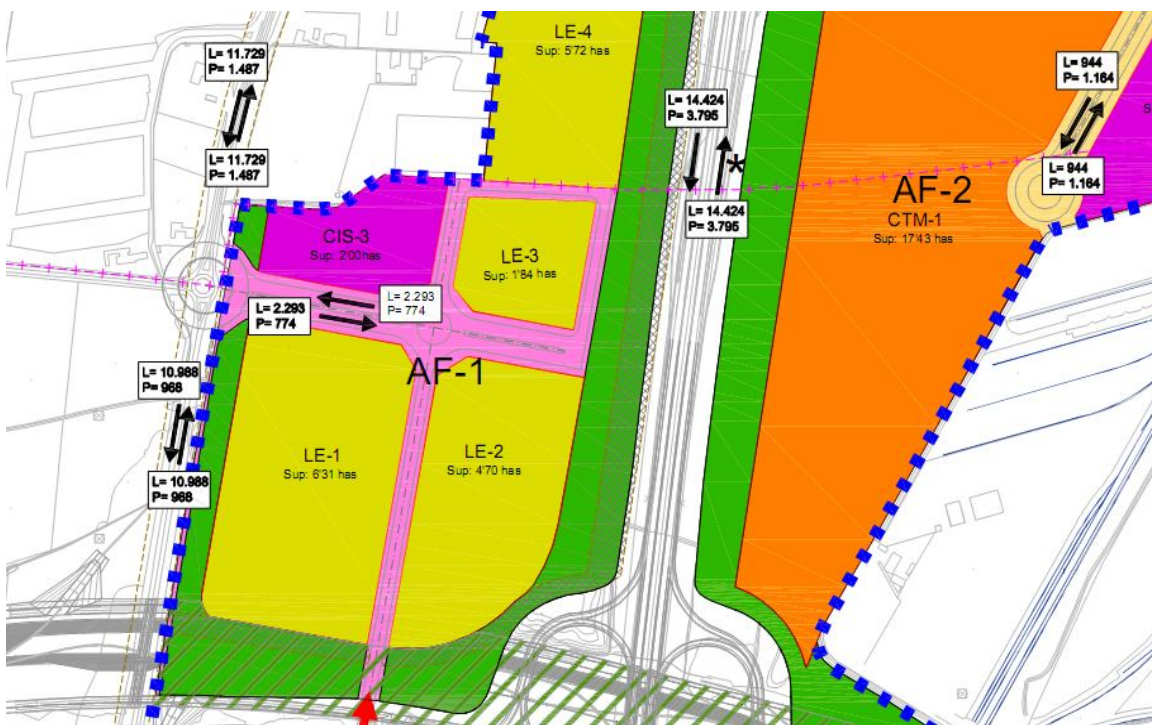 LE-4
Sup: 5'72 has
L= 11.729
P= 1.487
L= 944
P= 1.164
L= 14.424
P= 3.795
*
L= 11.729
P= 1.487
L= 944
P= 1.164
AF-2
CTM-1
Sup: 17'43 has
L= 14.424
P= 3.795
CIS-3
Sup: 2'00 has
LE-3
Sup: 1'84 has
L= 2.293
P= 774
L= 2.293
P= 774
AF-1
L= 10.988
P= 968
LE-1
Sup: 6'31 has
LE-2
Sup: 4'70 has
L= 10.988
P= 968